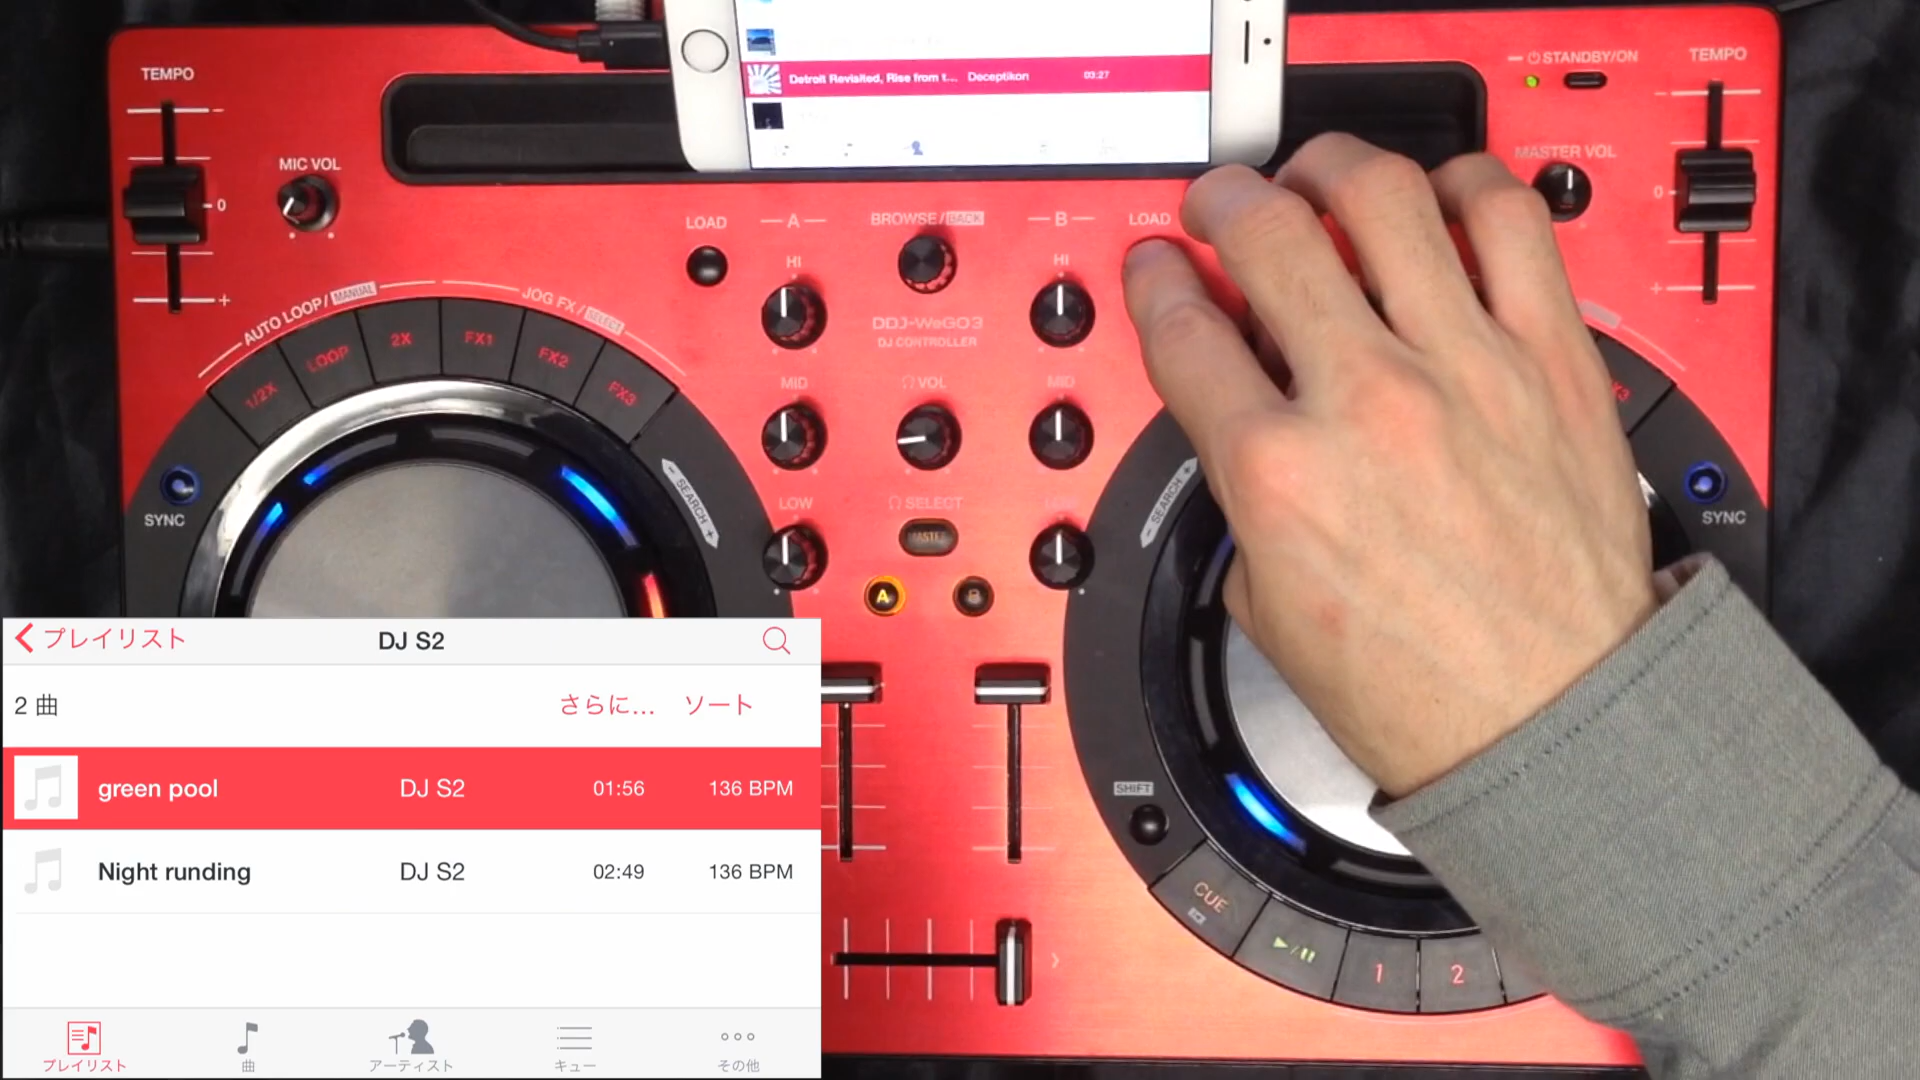 Detroit Revisited, Rise from t... Deceptikon 03:27
TEMPO
STANDBY/ON
TEMPO
MIC VOL
MASTER VOL
0
0
LOAD
A
BROWSE/BACK
B
LOAD
HI
HI
AUTO LOOP/MANUAL
JOG FX/SELECT
DDJ-WeGO3
DJ CONTROLLER
1/2X
LOOP
2X
FX1
FX2
FX3
MID
VOL
MID
SEARCH
SEARCH
SYNC
SYNC
LOW
SELECT
LOW
MASTER
A
B
プレイリスト
DJ S2
2 曲
さらに...
ソート
green pool DJ S2 01:56 136 BPM
Night runding DJ S2 02:49 136 BPM
プレイリスト
曲
アーティスト
キュー
その他
SHIFT
CUE
1
2